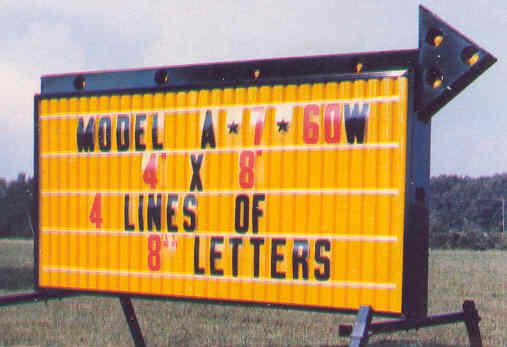 MODEL A★7★60W
4" X 8"
4 LINES OF
8"" LETTERS